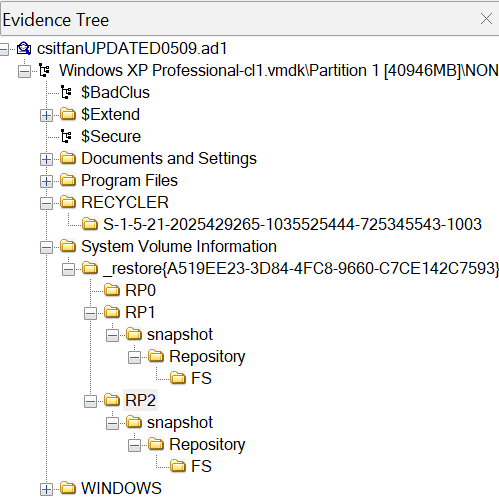 Evidence Tree
csitfanUPDATED0509.ad1
Windows XP Professional-cl1.vmdk\Partition 1 [40946MB]\NON
$BadClus
$Extend
$Secure
Documents and Settings
Program Files
RECYCLER
S-1-5-21-2025429265-1035525444-725345543-1003
System Volume Information
_restore{A519EE23-3D84-4FC8-9660-C7CE142C7593}
RP0
RP1
snapshot
Repository
FS
RP2
snapshot
Repository
FS
WINDOWS